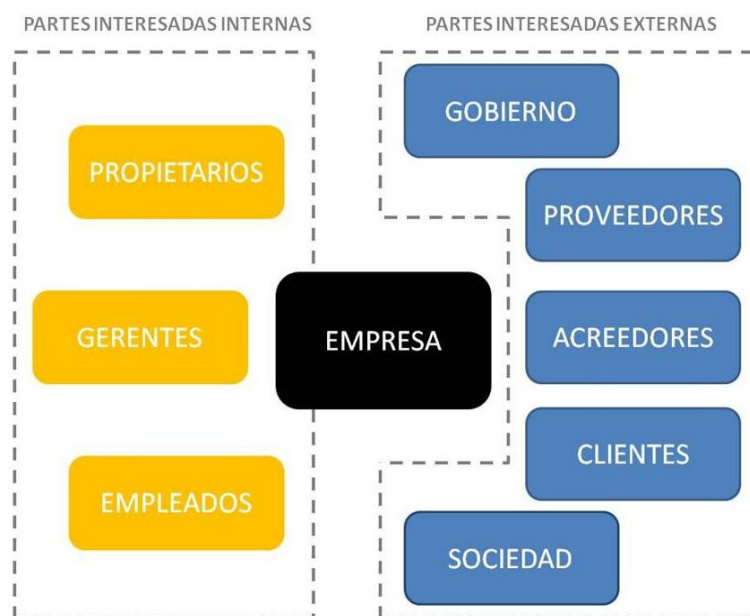 PARTES INTERESADAS INTERNAS
PROPIETARIOS
GERENTES
EMPLEADOS
EMPRESA
PARTES INTERESADAS EXTERNAS
GOBIERNO
PROVEEDORES
ACREEDORES
CLIENTES
SOCIEDAD